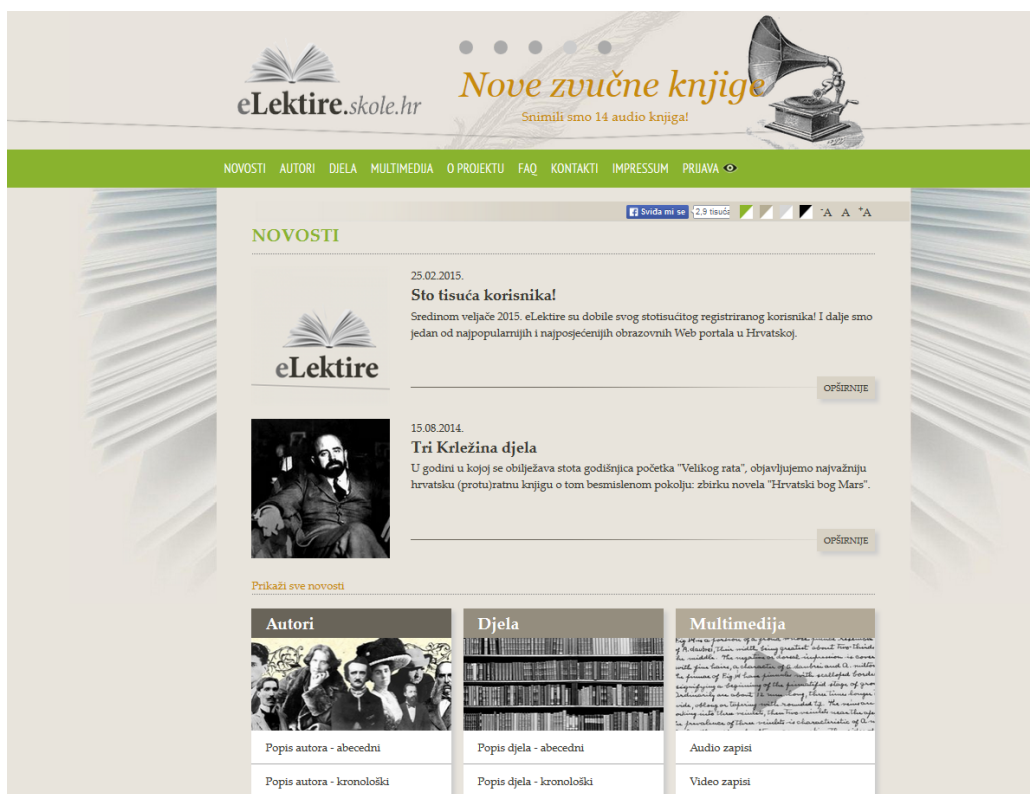 eLektire.skole.hr
Nove zvučne knjige
Snimili smo 14 audio knjiga!
NOVOSTI AUTORI DJELA MULTIMEDIJA O PROJEKTU FAQ KONTAKTI IMPRESSUM PRIJAVA
Sviđa mi se 2,9 tisuća -A A +A
NOVOSTI
25.02.2015.
Sto tisuća korisnika!
Sredinom veljače 2015. eLektire su dobile svog stotisućitog registriranog korisnika! I dalje smo
jedan od najpopularnijih i najposjećenijih obrazovnih Web portala u Hrvatskoj.
eLektire
OPŠIRNIJE
15.08.2014.
Tri Krležina djela
U godini u kojoj se obilježava stota godišnjica početka "Velikog rata", objavljujemo najvažniju
hrvatsku (protu)ratnu knjigu o tom besmislenom pokolju: zbirku novela "Hrvatski bog Mars".
OPŠIRNIJE
Prikaži sve novosti
Autori
Popis autora - abecedni
Popis autora - kronološki
Djela
Popis djela - abecedni
Popis djela - kronološki
Multimedija
Audio zapisi
Video zapisi